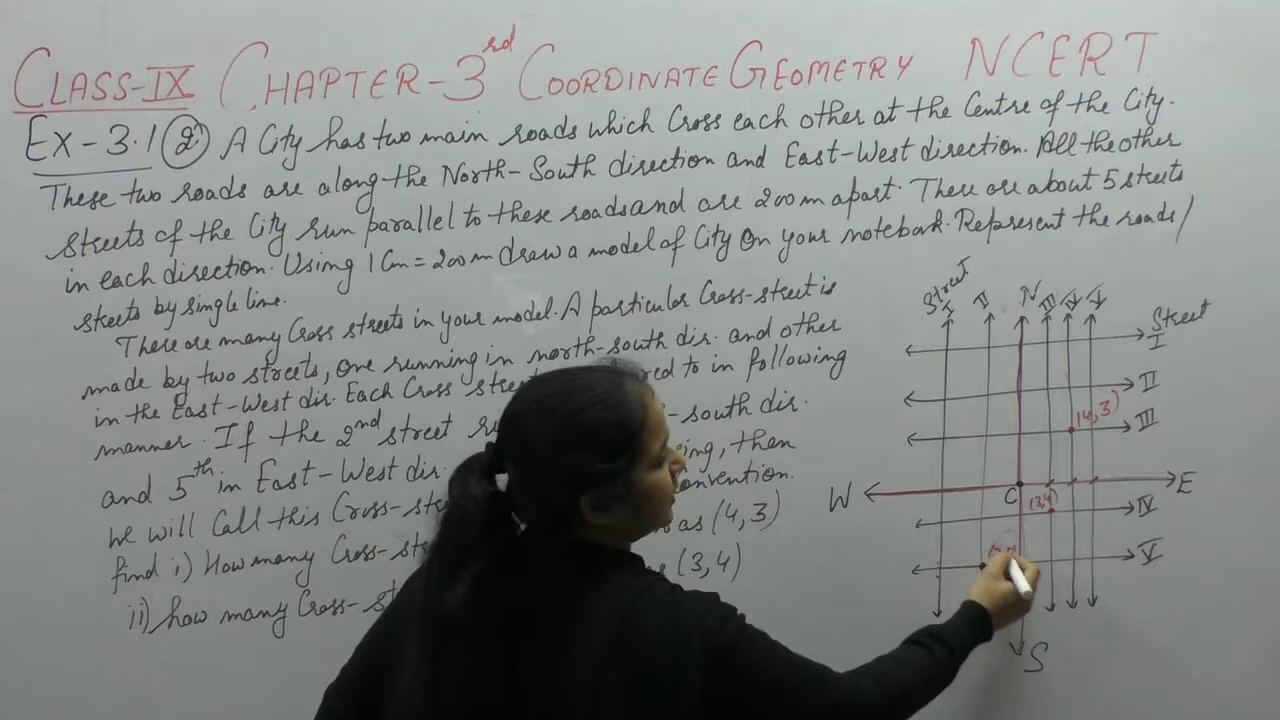 CLASS-IX CHAPTER-3rd COORDINATE GEOMETRY NCERT
Ex-3.1 (2) A City has two main roads which Cross each other at the Centre of the City.
These two roads are along the North-South direction and East-West direction. All the other
streets of the City run parallel to these roads and are 200m apart. There are about 5 streets
in each direction. Using 1Cm = 200m draw a model of City On your notebook. Represent the roads/
streets by single line.
There are many Cross streets in your model. A particular Cross-street is
made by two streets, one running in north-south dir. and other
in the East-West dir. Each Cross to in following
manner. If the 2nd street -south dir.
and 5th in East-West dir. then
we will call this Cross- Convention.
find i) How many Cross- as (4,3)
ii) how many Cross- (3,4)
Street
I II N III IV V
Street
I
II
(4,3) III
W C E
(3,4) IV
V
S